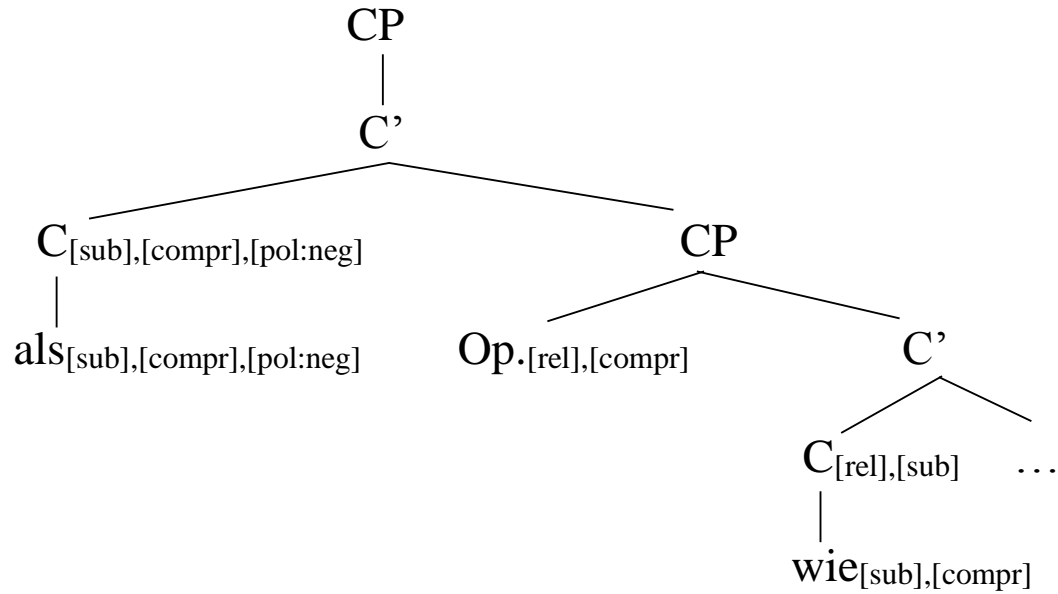 CP
C’
C[sub],[compr],[pol:neg] CP
als[sub],[compr],[pol:neg] Op.[rel],[compr] C’
C[rel],[sub] …
wie[sub],[compr]